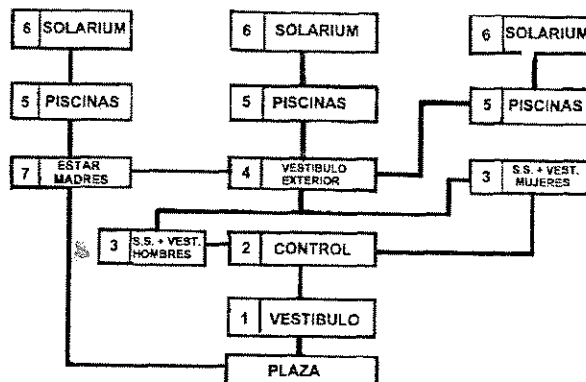 6 SOLARIUM
6 SOLARIUM
6 SOLARIUM
5 PISCINAS
5 PISCINAS
5 PISCINAS
7 ESTAR
MADRES
4 VESTIBULO
EXTERIOR
3 S.S. + VEST.
MUJERES
3 S.S. + VEST.
HOMBRES
2 CONTROL
1 VESTIBULO
PLAZA